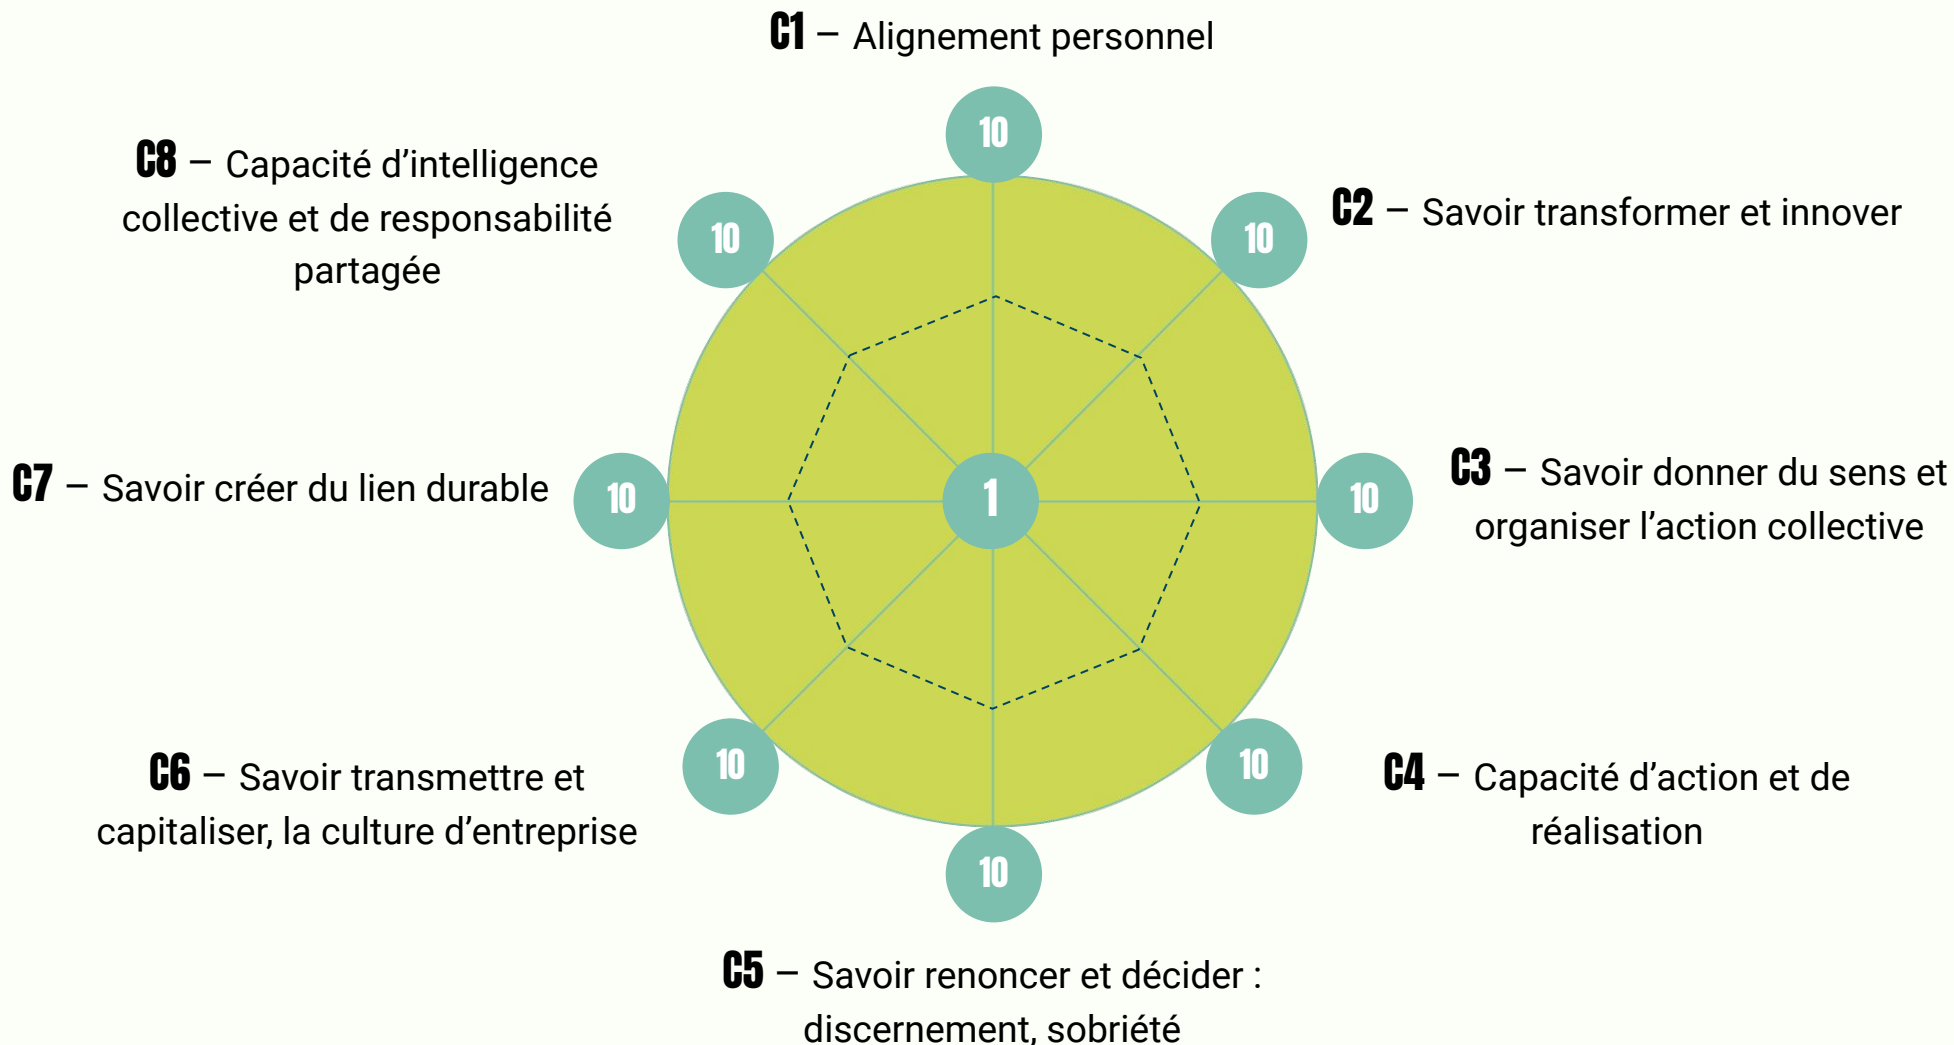 C1 – Alignement personnel
10
C8 – Capacité d’intelligence
collective et de responsabilité
partagée
10
10
C2 – Savoir transformer et innover
C7 – Savoir créer du lien durable
10
1
10
C3 – Savoir donner du sens et
organiser l’action collective
C6 – Savoir transmettre et
capitaliser, la culture d’entreprise
10
10
C4 – Capacité d’action et de
réalisation
10
C5 – Savoir renoncer et décider :
discernement, sobriété